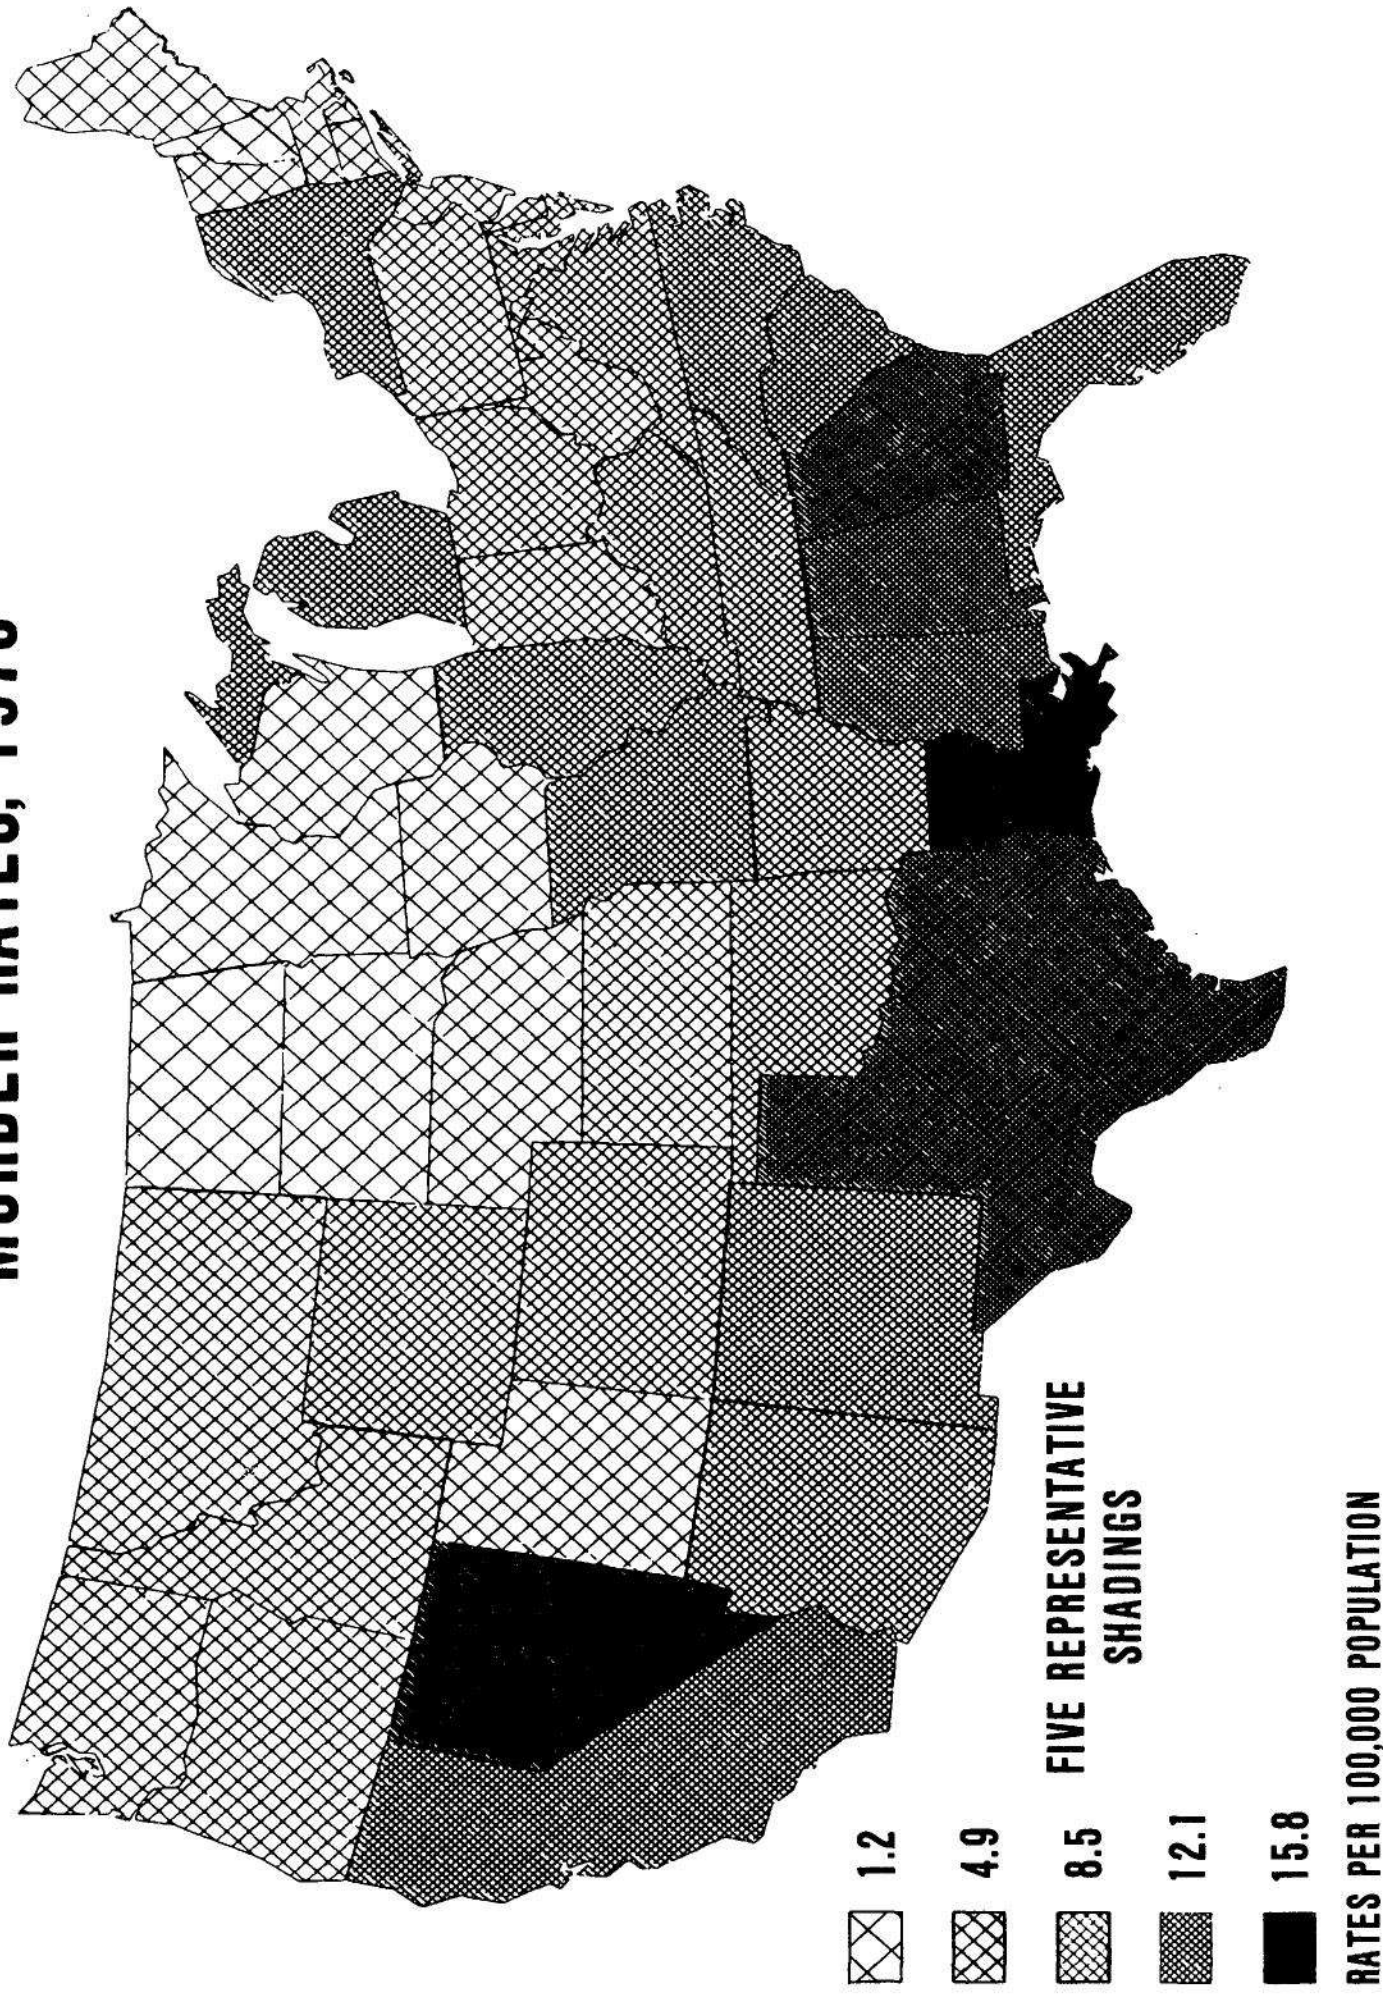 MURDER RATES,
FIVE REPRESENTATIVE
SHADINGS
1.2
4.9
8.5
12.1
15.8
RATES PER 100,000 POPULATION